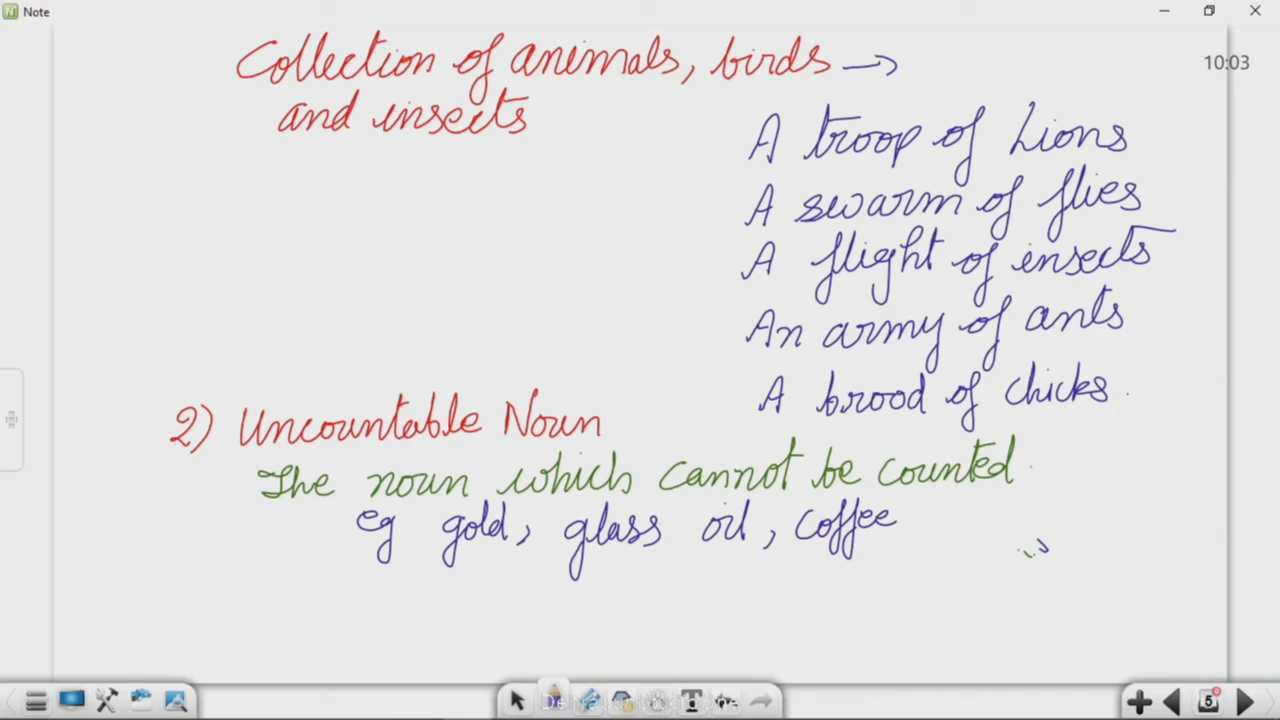 Note
10:03
Collection of animals, birds →
and insects
A troop of Lions
A swarm of flies
A flight of insects
An army of ants
A brood of chicks.
2) Uncountable Noun
The noun which cannot be counted.
eg gold, glass oil, coffee
5